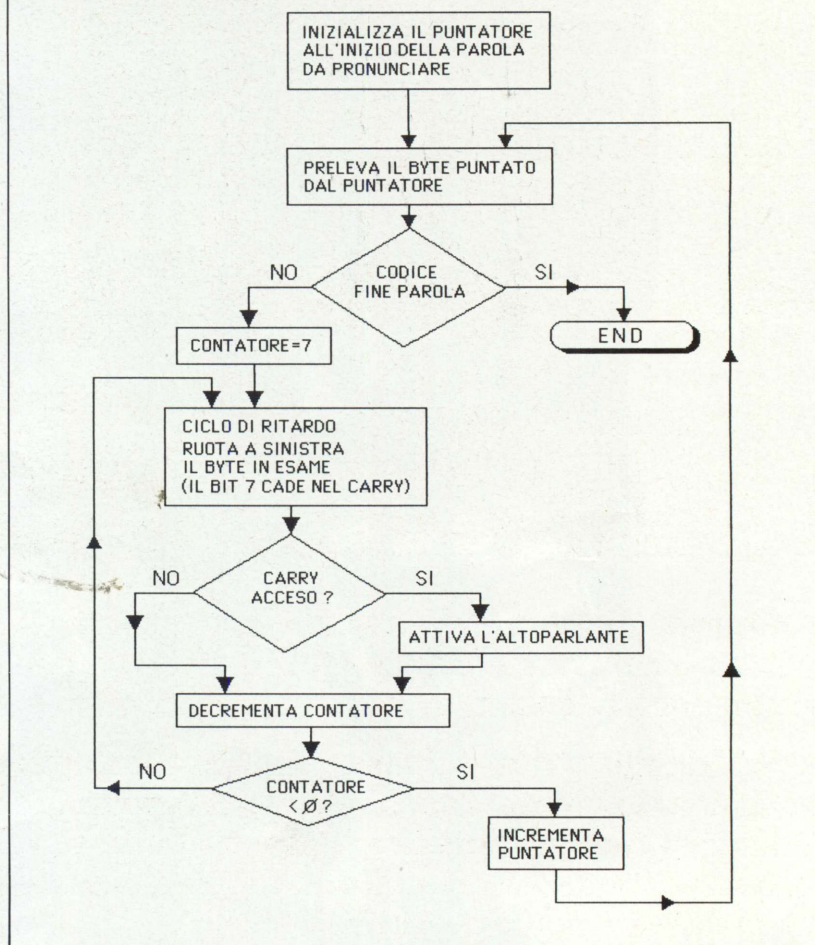 INIZIALIZZA IL PUNTATORE
ALL'INIZIO DELLA PAROLA
DA PRONUNCIARE
PRELEVA IL BYTE PUNTATO
DAL PUNTATORE
NO
CODICE
FINE PAROLA
SI
END
CONTATORE=7
CICLO DI RITARDO
RUOTA A SINISTRA
IL BYTE IN ESAME
(IL BIT 7 CADE NEL CARRY)
NO
CARRY
ACCESO ?
SI
ATTIVA L'ALTOPARLANTE
DECREMENTA CONTATORE
NO
CONTATORE
<Ø?
SI
INCREMENTA
PUNTATORE